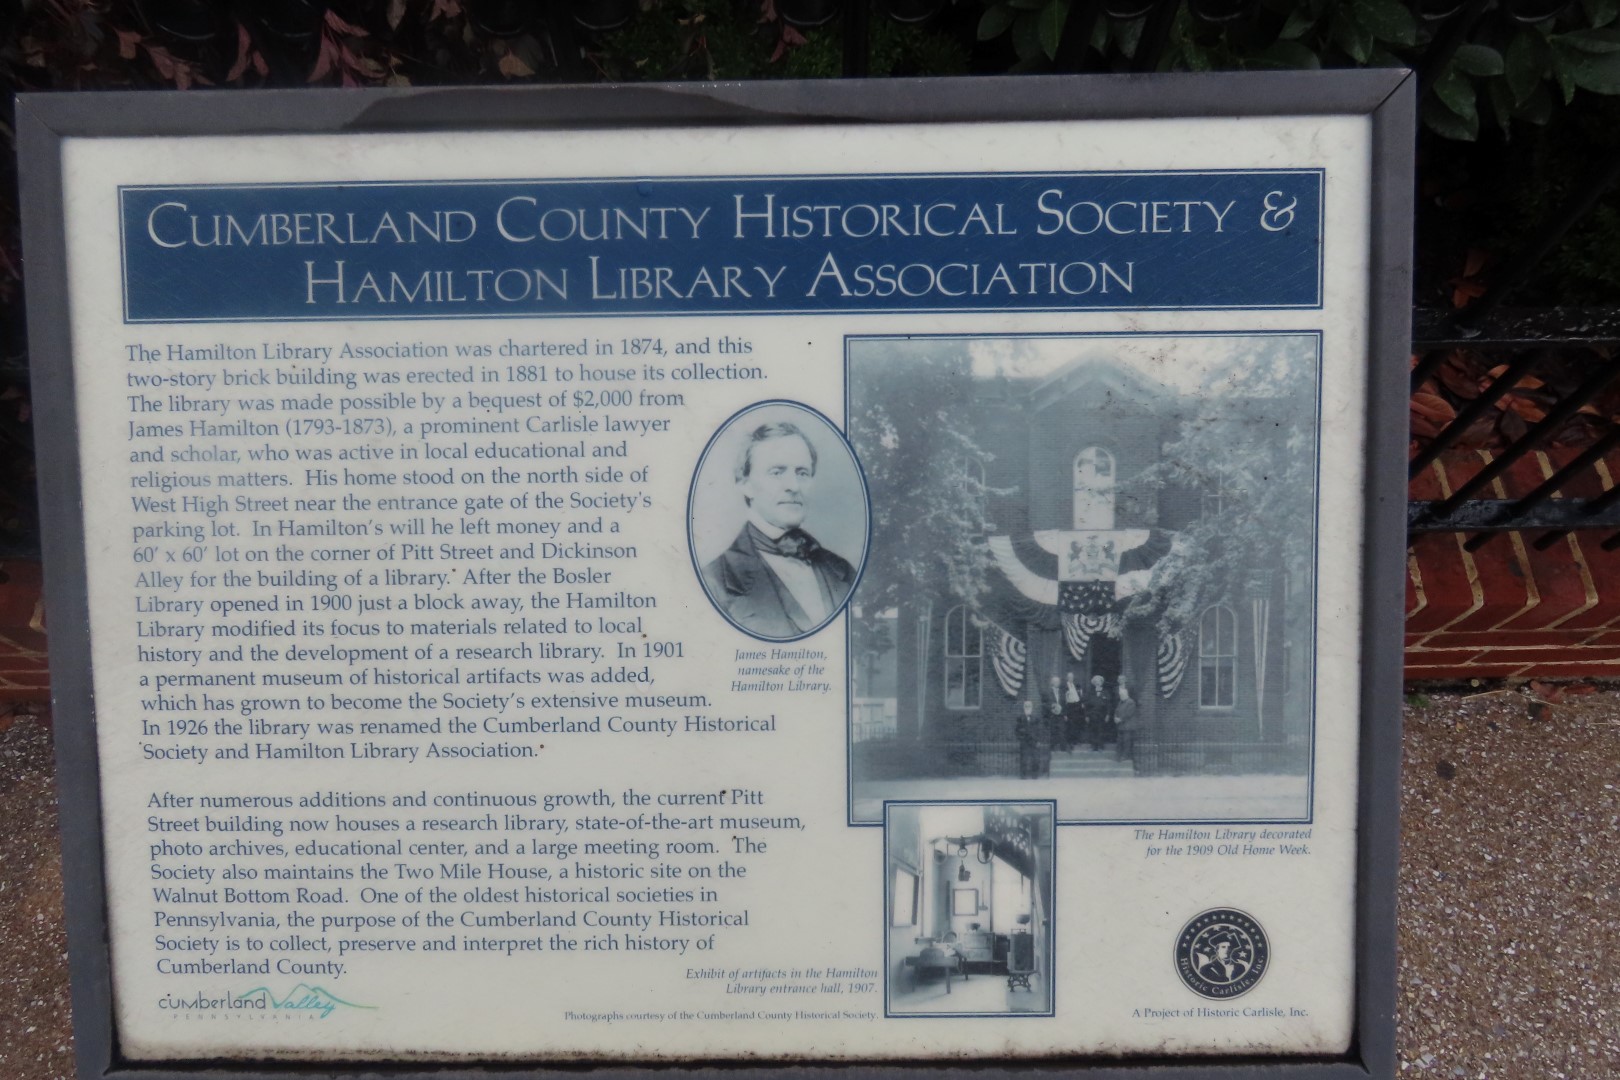 CUMBERLAND COUNTY HISTORICAL SOCIETY &
HAMILTON LIBRARY ASSOCIATION
The Hamilton Library Association was chartered in 1874, and this
two-story brick building was erected in 1881 to house its collection.
The library was made possible by a bequest of $2,000 from
James Hamilton (1793-1873), a prominent Carlisle lawyer
and scholar, who was active in local educational and
religious matters. His home stood on the north side of
West High Street near the entrance gate of the Society's
parking lot. In Hamilton's will he left money and a
60' x 60' lot on the corner of Pitt Street and Dickinson
Alley for the building of a library. After the Bosler
Library opened in 1900 just a block away, the Hamilton
Library modified its focus to materials related to local
history and the development of a research library. In 1901
a permanent museum of historical artifacts was added,
which has grown to become the Society's extensive museum.
In 1926 the library was renamed the Cumberland County Historical
Society and Hamilton Library Association.
James Hamilton,
namesake of the
Hamilton Library.
The Hamilton Library decorated
for the 1909 Old Home Week.
After numerous additions and continuous growth, the current Pitt
Street building now houses a research library, state-of-the-art museum,
photo archives, educational center, and a large meeting room. The
Society also maintains the Two Mile House, a historic site on the
Walnut Bottom Road. One of the oldest historical societies in
Pennsylvania, the purpose of the Cumberland County Historical
Society is to collect, preserve and interpret the rich history of
Cumberland County.
Exhibit of artifacts in the Hamilton
Library entrance hall, 1907.
cumberland valley
PENNSYLVANIA
Photographs courtesy of the Cumberland County Historical Society.
Historic Carlisle, Inc.
A Project of Historic Carlisle, Inc.